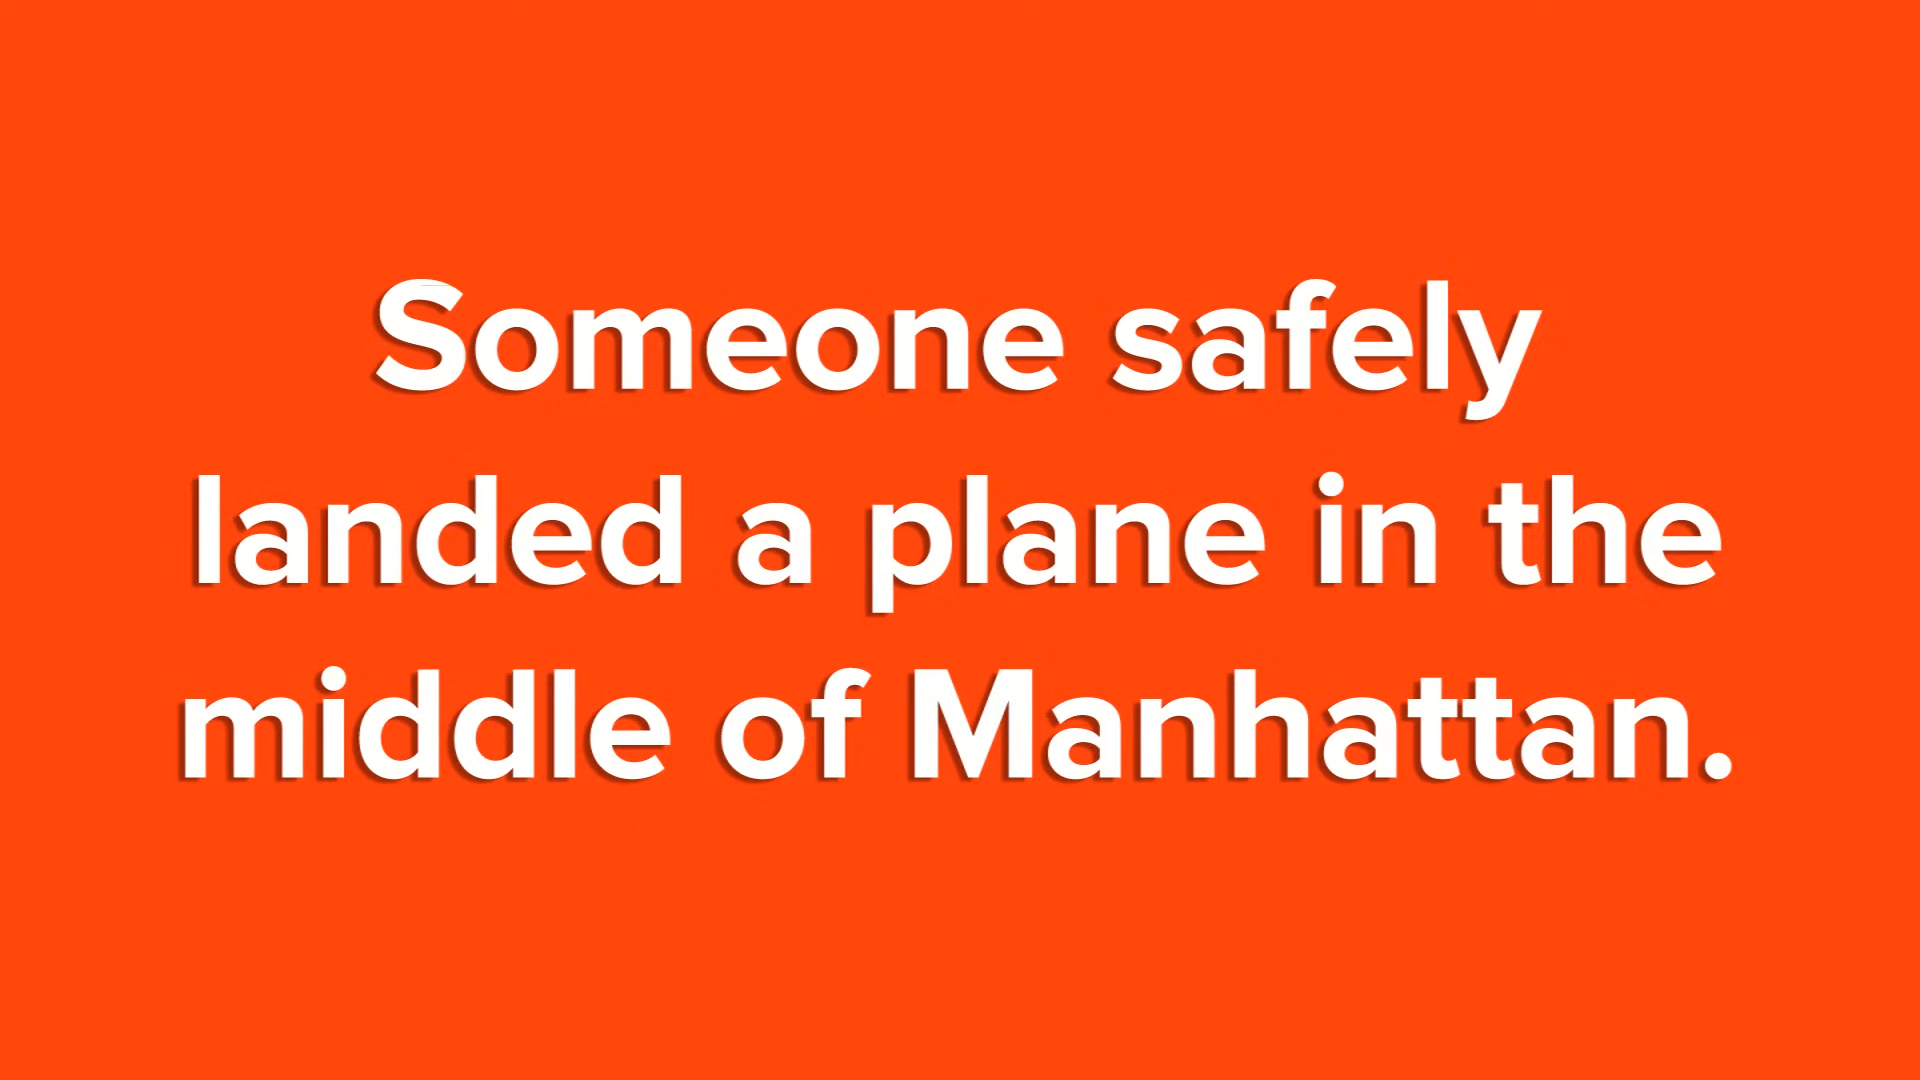 Someone safely
landed a plane in the
middle of Manhattan.